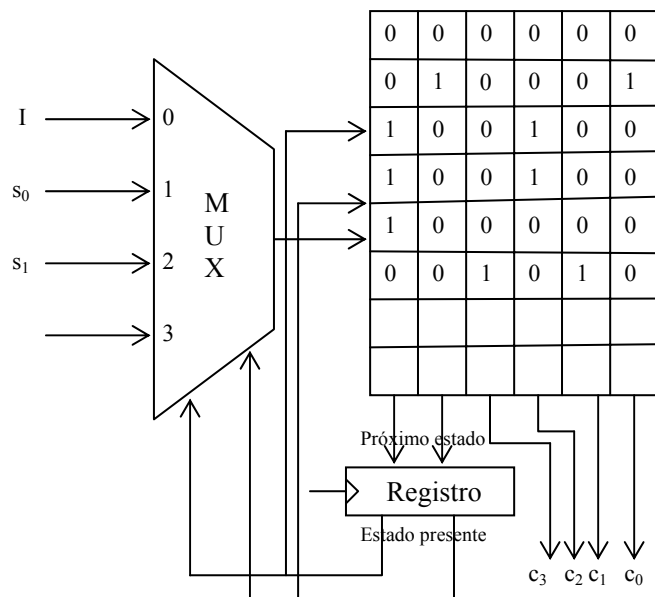 0 0 0 0 0 0
0 1 0 0 0 1
I
0
1 0 0 1 0 0
s0
1
1 0 0 1 0 0
M
U
X
1 0 0 0 0 0
s1
2
0 0 1 0 1 0
3
Próximo estado
Registro
Estado presente
c3 c2 c1 c0